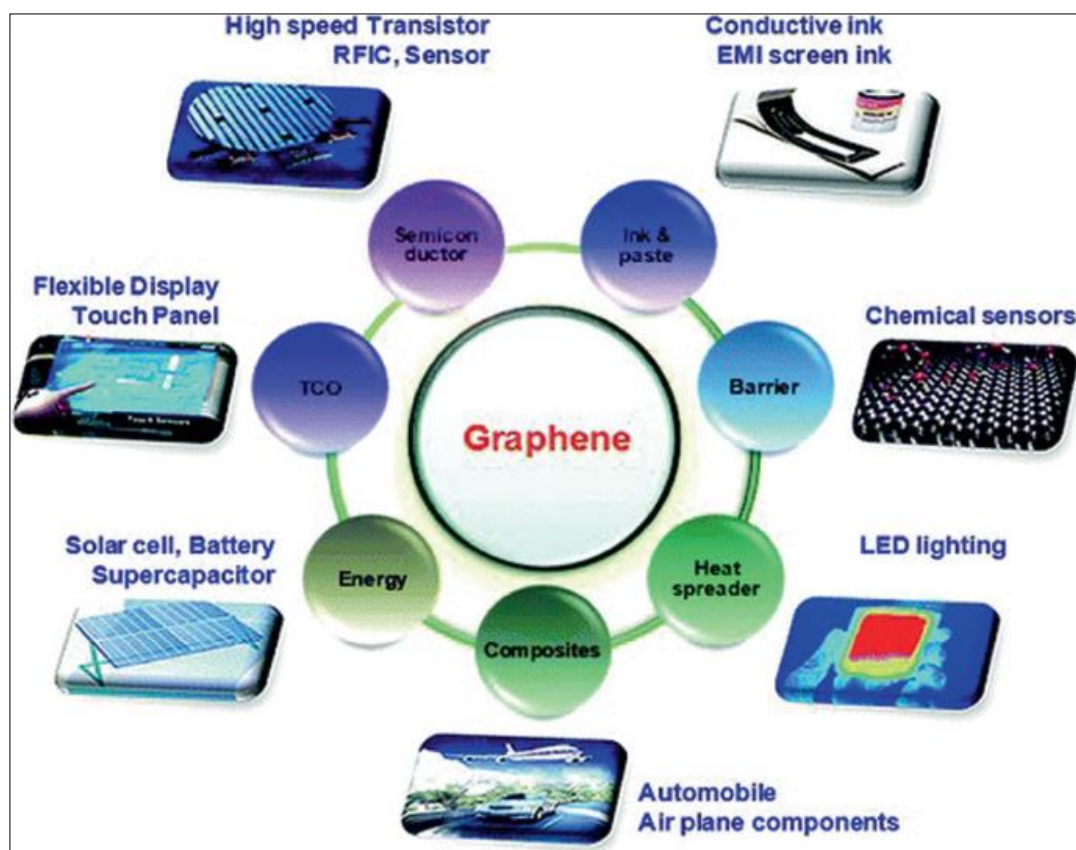 High speed Transistor
RFIC, Sensor
Conductive ink
EMI screen ink
Semicon
ductor
Ink &
paste
Flexible Display
Touch Panel
Chemical sensors
TCO
Barrier
Graphene
Solar cell, Battery
Supercapacitor
LED lighting
Energy
Heat
spreader
Composites
Automobile
Air plane components